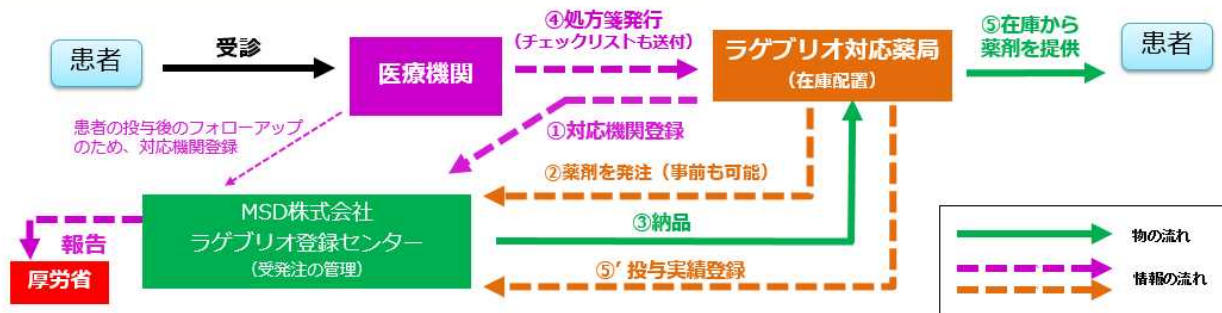 患者
受診
医療機関
④処方箋発行
(チェックリストも送付)
ラゲブリオ対応薬局
(在庫配置)
⑤在庫から
薬剤を提供
患者
患者の投与後のフォローアップ
のため、対応機関登録
①対応機関登録
②薬剤を発注(事前も可能)
MSD株式会社
ラゲブリオ登録センター
(受発注の管理)
③納品
⑤′投与実績登録
報告
厚労省
物の流れ
情報の流れ